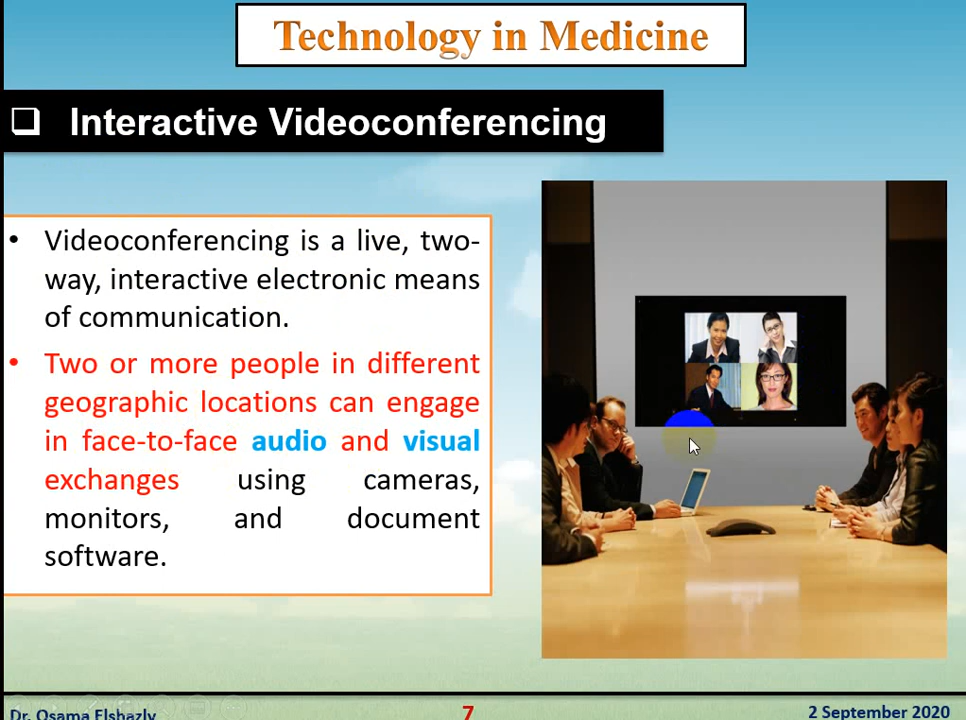 Technology in Medicine
Interactive Videoconferencing
• Videoconferencing is a live, two-
way, interactive electronic means
of communication.
• Two or more people in different
geographic locations can engage
in face-to-face audio and visual
exchanges using cameras,
monitors, and document
software.
Dr. Osama Elshazly 7 2 September 2020